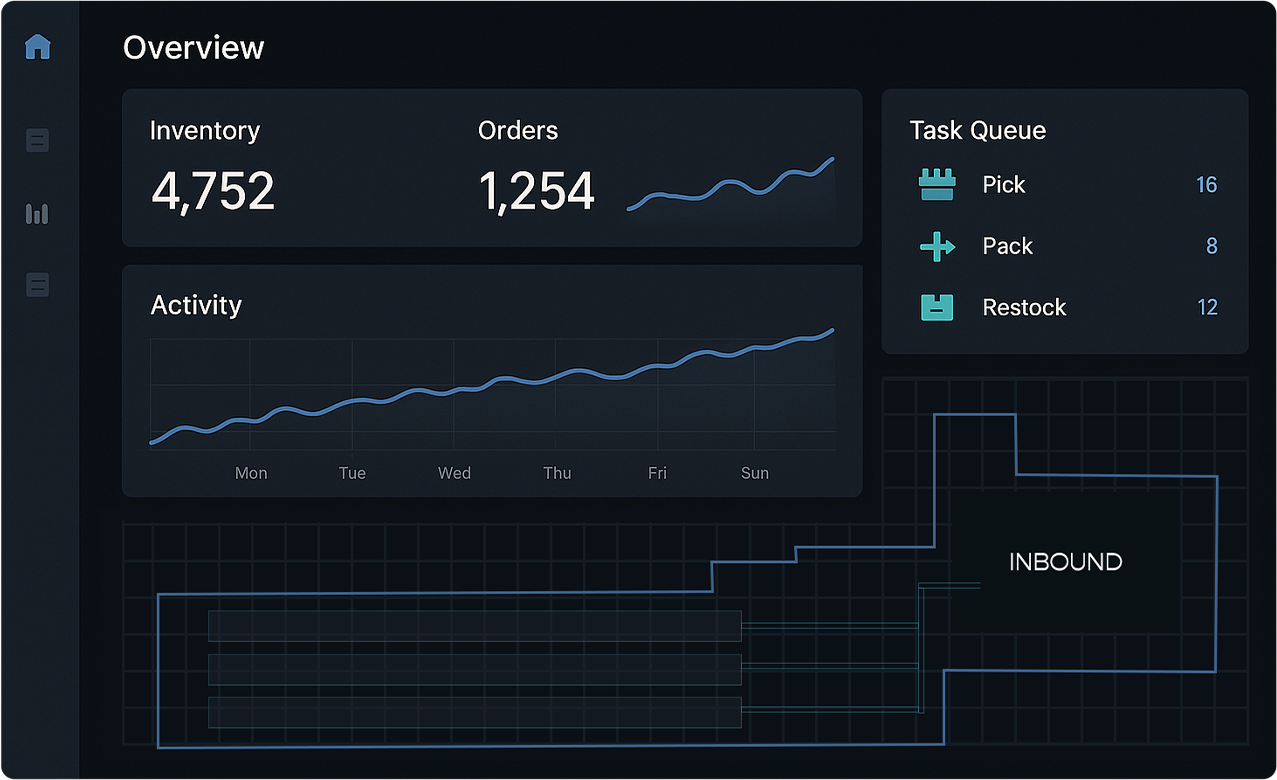 Overview
Inventory
4,752
Orders
1,254
Task Queue
Pick 16
Pack 8
Restock 12
Activity
Mon Tue Wed Thu Fri Sun
INBOUND